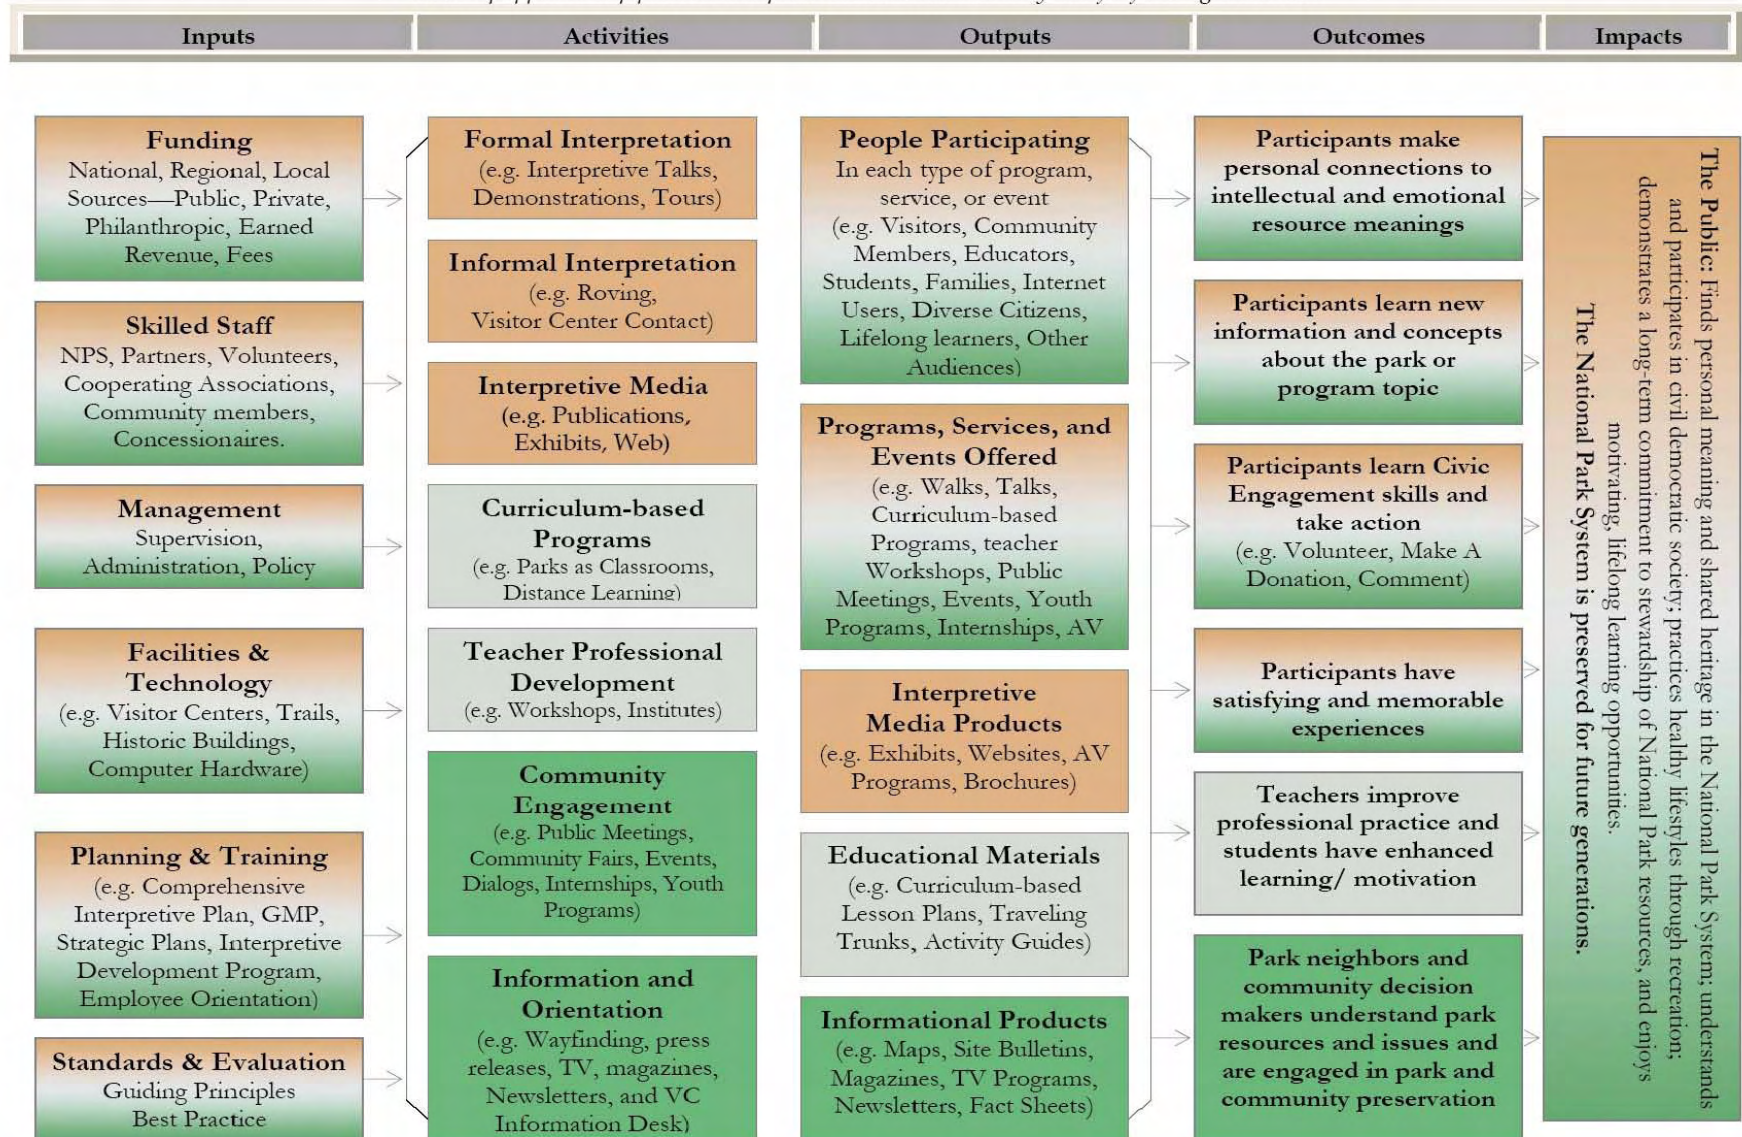 Inputs
Activities
Outputs
Outcomes
Impacts
Funding
National, Regional, Local
Sources—Public, Private,
Philanthropic, Earned
Revenue, Fees
Skilled Staff
NPS, Partners, Volunteers,
Cooperating Associations,
Community members,
Concessionaires.
Management
Supervision,
Administration, Policy
Facilities &
Technology
(e.g. Visitor Centers, Trails,
Historic Buildings,
Computer Hardware)
Planning & Training
(e.g. Comprehensive
Interpretive Plan, GMP,
Strategic Plans, Interpretive
Development Program,
Employee Orientation)
Standards & Evaluation
Guiding Principles
Best Practice
Formal Interpretation
(e.g. Interpretive Talks,
Demonstrations, Tours)
Informal Interpretation
(e.g. Roving,
Visitor Center Contact)
Interpretive Media
(e.g. Publications,
Exhibits, Web)
Curriculum-based
Programs
(e.g. Parks as Classrooms,
Distance Learning)
Teacher Professional
Development
(e.g. Workshops, Institutes)
Community
Engagement
(e.g. Public Meetings,
Community Fairs, Events,
Dialogs, Internships, Youth
Programs)
Information and
Orientation
(e.g. Wayfinding, press
releases, TV, magazines,
Newsletters, and VC
Information Desk)
People Participating
In each type of program,
service, or event
(e.g. Visitors, Community
Members, Educators,
Students, Families, Internet
Users, Diverse Citizens,
Lifelong learners, Other
Audiences)
Programs, Services, and
Events Offered
(e.g. Walks, Talks,
Curriculum-based
Programs, teacher
Workshops, Public
Meetings, Events, Youth
Programs, Internships, AV
Interpretive
Media Products
(e.g. Exhibits, Websites, AV
Programs, Brochures)
Educational Materials
(e.g. Curriculum-based
Lesson Plans, Traveling
Trunks, Activity Guides)
Informational Products
(e.g. Maps, Site Bulletins,
Magazines, TV Programs,
Newsletters, Fact Sheets)
Participants make
personal connections to
intellectual and emotional
resource meanings
Participants learn new
information and concepts
about the park or
program topic
Participants learn Civic
Engagement skills and
take action
(e.g. Volunteer, Make A
Donation, Comment)
Participants have
satisfying and memorable
experiences
Teachers improve
professional practice and
students have enhanced
learning/ motivation
Park neighbors and
community decision
makers understand park
resources and issues and
are engaged in park and
community preservation
The Public: Finds personal meaning and shared heritage in the National Park System; understands
and participates in civil democratic society; practices healthy lifestyles through recreation;
demonstrates a long-term commitment to stewardship of National Park resources, and enjoys
motivating, lifelong learning opportunities.
The National Park System is preserved for future generations.